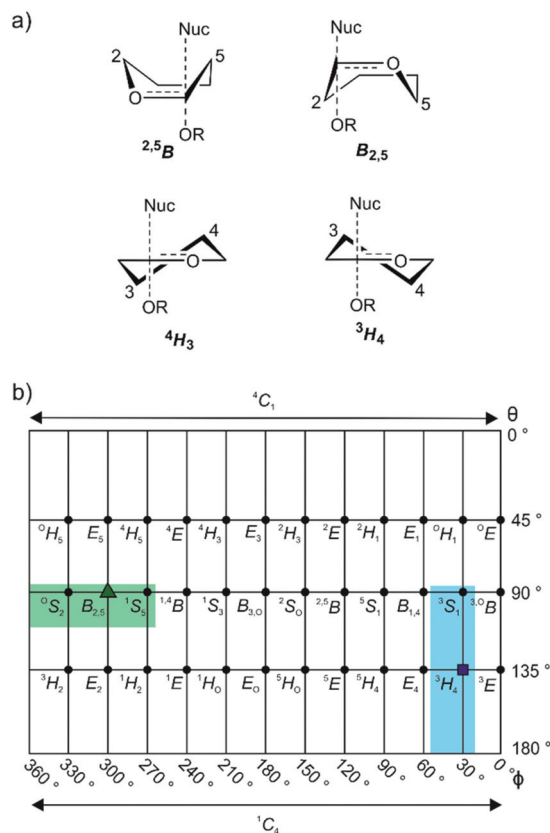 a)
Nuc
2 5
O
OR
²,⁵B
Nuc
O
2 5
OR
B₂,₅
Nuc
4
O
3
OR
⁴H₃
Nuc
3
O
4
OR
³H₄
b)
⁴C₁ θ
0 °
ᴼH₅ E₅ ⁴H₅ ⁴E ⁴H₃ E₃ ²H₃ ²E ²H₁ E₁ ᴼH₁ ᴼE 45 °
ᴼS₂ B₂,₅ ¹S₅ ¹,⁴B ¹S₃ B₃,O ²Sₒ ²,⁵B ⁵S₁ B₁,₄ ³S₁ ³,ᴼB 90 °
³H₂ E₂ ¹H₂ ¹E ¹Hₒ Eₒ ⁵Hₒ ⁵E ⁵H₄ E₄ ³H₄ ³E 135 °
180 °
360 ° 330 ° 300 ° 270 ° 240 ° 210 ° 180 ° 150 ° 120 ° 90 ° 60 ° 30 ° 0 ° ϕ
¹C₄